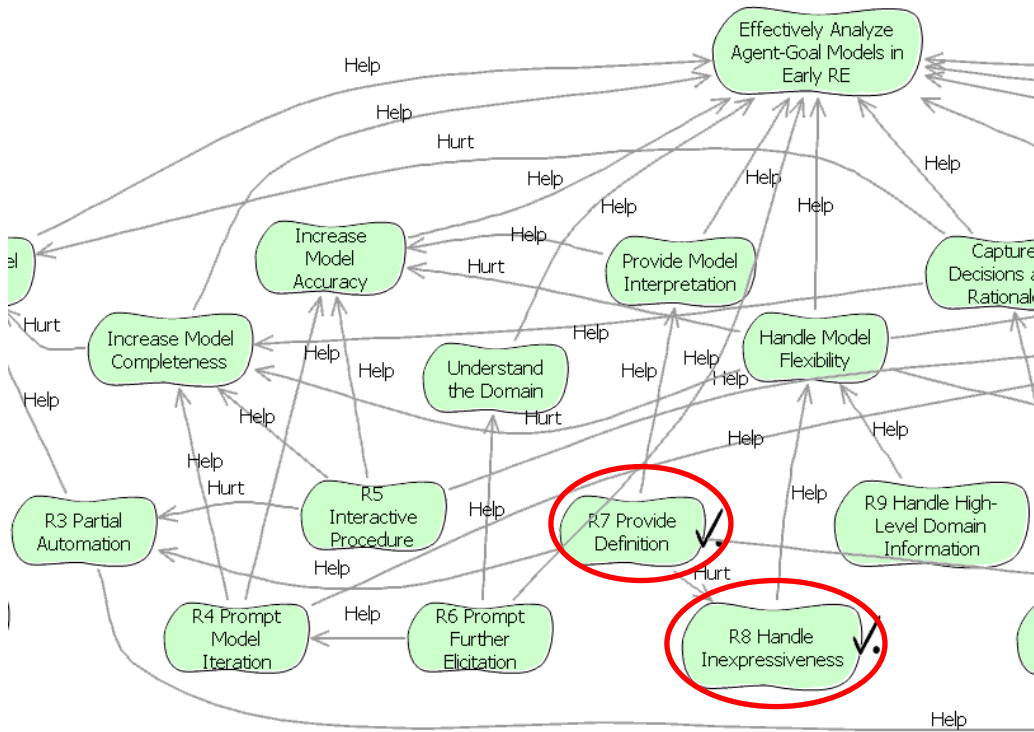 Effectively Analyze
Agent-Goal Models in
Early RE
Help
Help
Hurt
Help
Help
Help
Help
Help
Increase
Model
Accuracy
Help
Hurt
Provide Model
Interpretation
Capture
Decisions a
Rationale
el
Hurt
Increase Model
Completeness
Help
Help
Help
Understand
the Domain
Help
Help
Help
Handle Model
Flexibility
Help
Help
Hurt
Help
Help
Help
Hurt
R5
Interactive
Procedure
R3 Partial
Automation
Help
Help
R7 Provide
Definition
Help
R9 Handle High-
Level Domain
Information
Hurt
R4 Prompt
Model
Iteration
Help
R6 Prompt
Further
Elicitation
R8 Handle
Inexpressiveness
Help